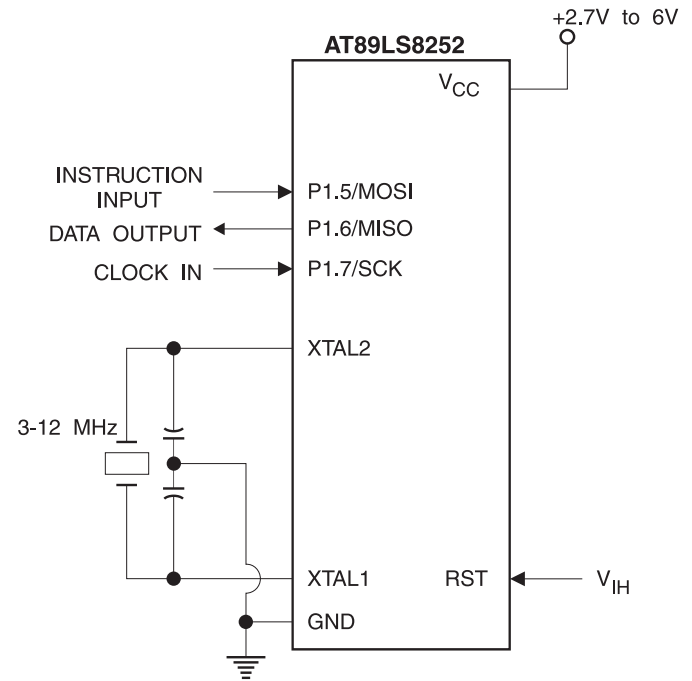 +2.7V to 6V
AT89LS8252
VCC
INSTRUCTION
INPUT
P1.5/MOSI
DATA OUTPUT
P1.6/MISO
CLOCK IN
P1.7/SCK
XTAL2
3-12 MHz
XTAL1
RST
VIH
GND